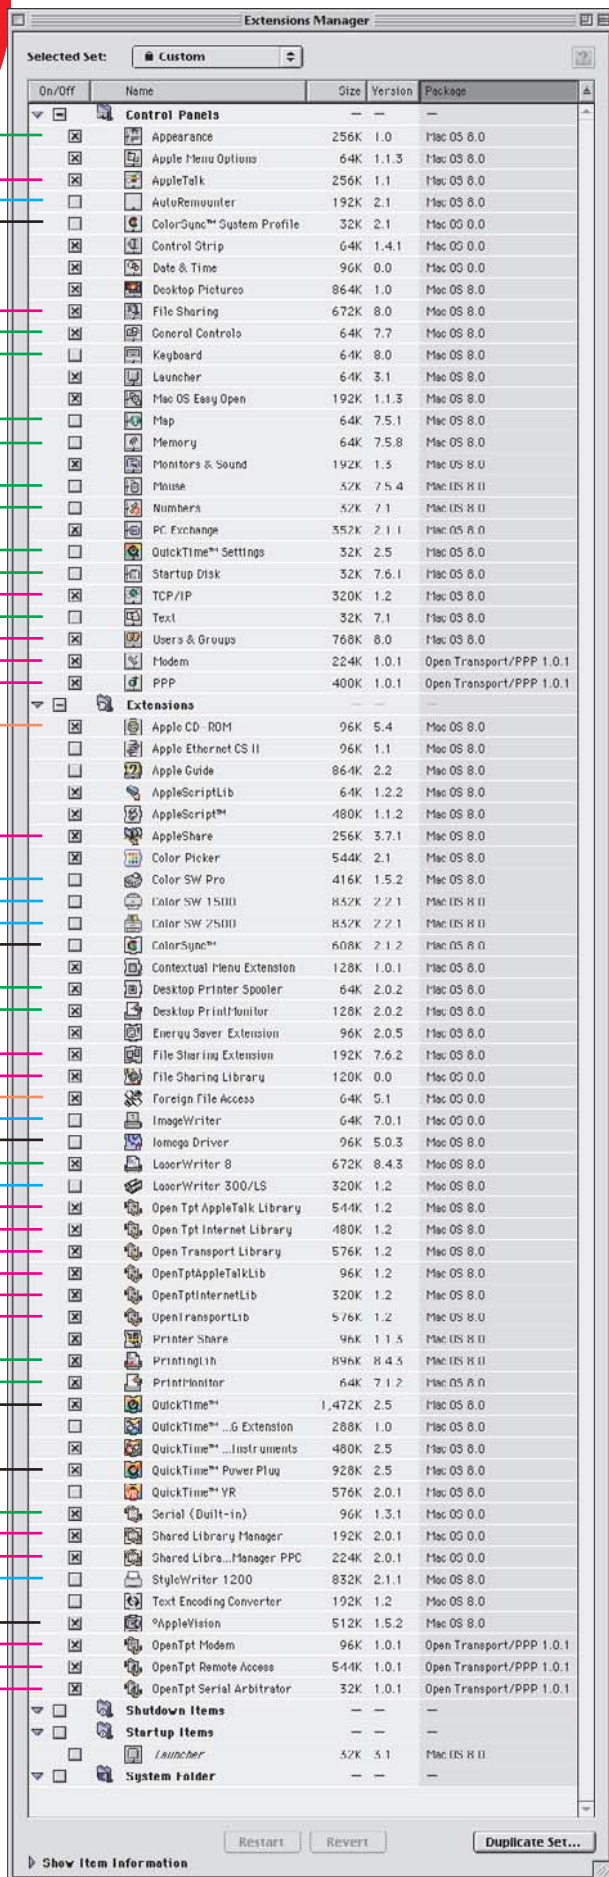 Extensions Manager
Selected Set: Custom
On/Off Name Size Version Package
Control Panels — — —
Appearance 256K 1.0 Mac OS 8.0
Apple Menu Options 64K 1.1.3 Mac OS 8.0
AppleTalk 256K 1.1 Mac OS 8.0
AutoRemounter 192K 2.1 Mac OS 8.0
ColorSync™ System Profile 32K 2.1 Mac OS 8.0
Control Strip 64K 1.4.1 Mac OS 8.0
Date & Time 96K 8.0 Mac OS 8.0
Desktop Pictures 864K 1.0 Mac OS 8.0
File Sharing 672K 8.0 Mac OS 8.0
General Controls 64K 7.7 Mac OS 8.0
Keyboard 64K 8.0 Mac OS 8.0
Launcher 64K 3.1 Mac OS 8.0
Mac OS Easy Open 192K 1.1.3 Mac OS 8.0
Map 64K 7.5.1 Mac OS 8.0
Memory 64K 7.5.8 Mac OS 8.0
Monitors & Sound 192K 1.3 Mac OS 8.0
Mouse 32K 7.5.4 Mac OS 8.0
Numbers 32K 7.1 Mac OS 8.0
PC Exchange 352K 2.1.1 Mac OS 8.0
QuickTime™ Settings 32K 2.5 Mac OS 8.0
Startup Disk 32K 7.6.1 Mac OS 8.0
TCP/IP 320K 1.2 Mac OS 8.0
Text 32K 7.1 Mac OS 8.0
Users & Groups 768K 8.0 Mac OS 8.0
Modem 224K 1.0.1 Open Transport/PPP 1.0.1
PPP 400K 1.0.1 Open Transport/PPP 1.0.1
Extensions — — —
Apple CD-ROM 96K 5.4 Mac OS 8.0
Apple Ethernet CS II 96K 1.1 Mac OS 8.0
Apple Guide 864K 2.2 Mac OS 8.0
AppleScriptLib 64K 1.2.2 Mac OS 8.0
AppleScript™ 480K 1.1.2 Mac OS 8.0
AppleShare 256K 3.7.1 Mac OS 8.0
Color Picker 544K 2.1 Mac OS 8.0
Color SW Pro 416K 1.5.2 Mac OS 8.0
Color SW 1500 832K 2.2.1 Mac OS 8.0
Color SW 2500 832K 2.2.1 Mac OS 8.0
ColorSync™ 608K 2.1.2 Mac OS 8.0
Contextual Menu Extension 128K 1.0.1 Mac OS 8.0
Desktop Printer Spooler 64K 2.0.2 Mac OS 8.0
Desktop PrintMonitor 128K 2.0.2 Mac OS 8.0
Energy Saver Extension 96K 2.0.5 Mac OS 8.0
File Sharing Extension 192K 7.6.2 Mac OS 8.0
File Sharing Library 128K 8.0 Mac OS 8.0
Foreign File Access 64K 5.1 Mac OS 8.0
ImageWriter 64K 7.0.1 Mac OS 8.0
Iomega Driver 96K 5.0.3 Mac OS 8.0
LaserWriter 8 672K 8.4.3 Mac OS 8.0
LaserWriter 300/LS 320K 1.2 Mac OS 8.0
Open Tpt AppleTalk Library 544K 1.2 Mac OS 8.0
Open Tpt Internet Library 480K 1.2 Mac OS 8.0
Open Transport Library 576K 1.2 Mac OS 8.0
OpenTptAppleTalkLib 96K 1.2 Mac OS 8.0
OpenTptInternetLib 320K 1.2 Mac OS 8.0
OpenTransportLib 576K 1.2 Mac OS 8.0
Printer Share 96K 1.1.3 Mac OS 8.0
PrintingLib 896K 8.4.3 Mac OS 8.0
PrintMonitor 64K 7.1.2 Mac OS 8.0
QuickTime™ 1,472K 2.5 Mac OS 8.0
QuickTime™ ...G Extension 288K 1.0 Mac OS 8.0
QuickTime™ ...Instruments 480K 2.5 Mac OS 8.0
QuickTime™ PowerPlug 928K 2.5 Mac OS 8.0
QuickTime™ VR 576K 2.0.1 Mac OS 8.0
Serial (Built-in) 96K 1.3.1 Mac OS 8.0
Shared Library Manager 192K 2.0.1 Mac OS 8.0
Shared Libra...Manager PPC 224K 2.0.1 Mac OS 8.0
StyleWriter 1200 832K 2.1.1 Mac OS 8.0
Text Encoding Converter 192K 1.2 Mac OS 8.0
°AppleVision 512K 1.5.2 Mac OS 8.0
OpenTpt Modem 96K 1.0.1 Open Transport/PPP 1.0.1
OpenTpt Remote Access 544K 1.0.1 Open Transport/PPP 1.0.1
OpenTpt Serial Arbitrator 32K 1.0.1 Open Transport/PPP 1.0.1
Shutdown Items — — —
Startup Items — — —
Launcher 32K 3.1 Mac OS 8.0
System Folder — — —
Restart Revert Duplicate Set...
Show Item Information